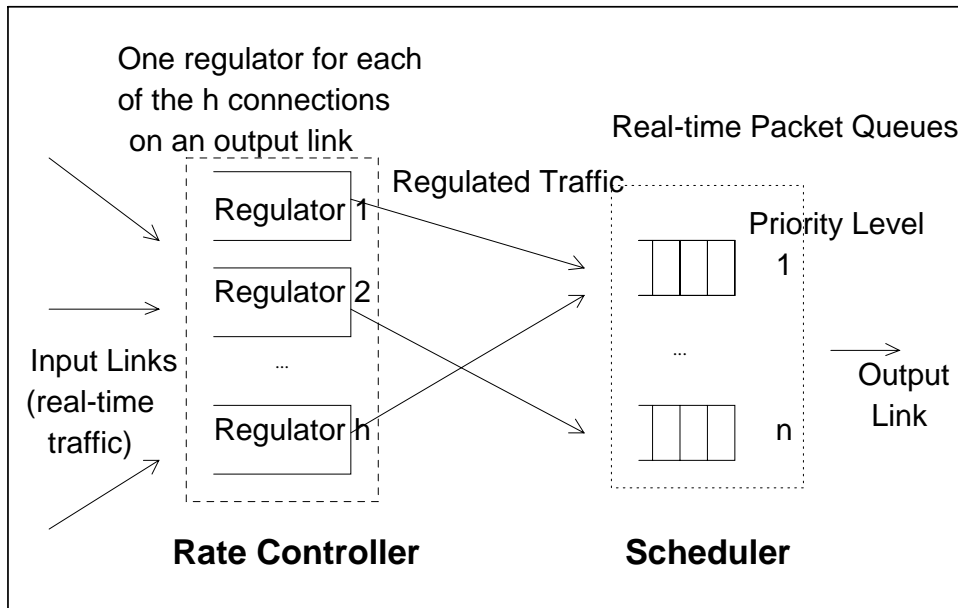 One regulator for each
of the h connections
on an output link
Real-time Packet Queues
Regulated Traffic
Regulator 1
Priority Level
1
Regulator 2
...
...
Input Links
(real-time
traffic)
Output
Link
Regulator h
n
Rate Controller
Scheduler